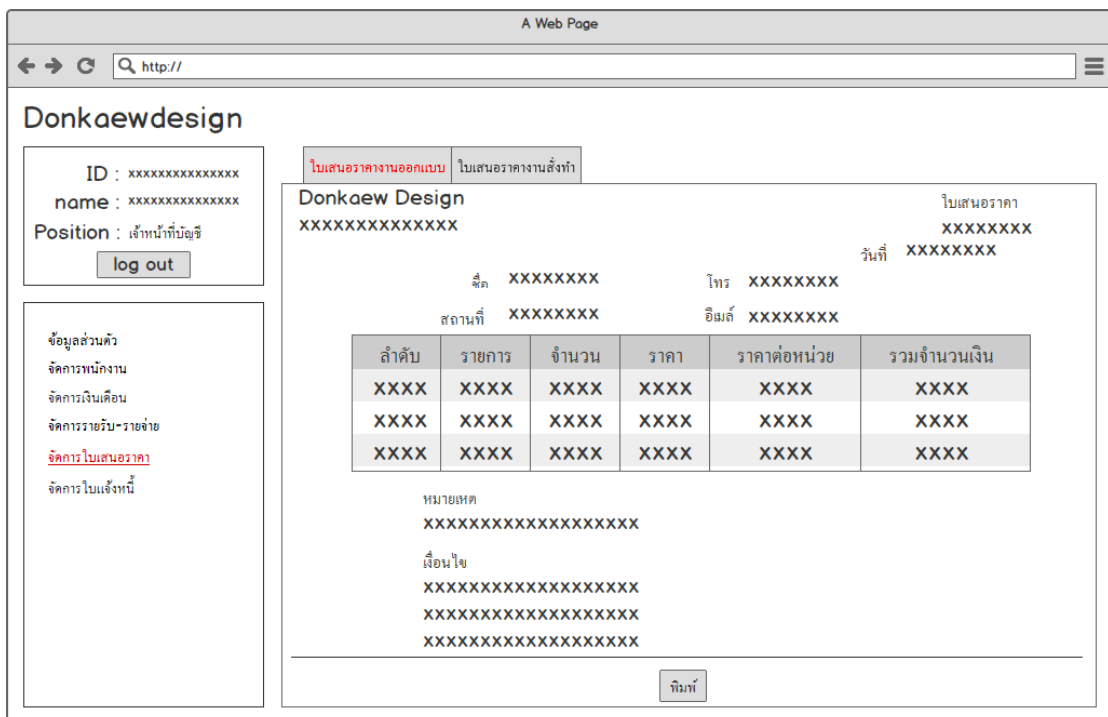 A Web Page
http://
Donkaewdesign
ID : xxxxxxxxxxxxxxx
name : xxxxxxxxxxxxxxx
Position : เจ้าหน้าที่บัญชี
log out
ข้อมูลส่วนตัว
จัดการพนักงาน
จัดการเงินเดือน
จัดการรายรับ-รายจ่าย
จัดการใบเสนอราคา
จัดการใบแจ้งหนี้
ใบเสนอราคางานออกแบบ ใบเสนอราคางานสั่งทำ
Donkaew Design ใบเสนอราคา
XXXXXXXXXXXXXX XXXXXXXX
วันที่ XXXXXXXX
ชื่อ XXXXXXXX โทร XXXXXXXX
สถานที่ XXXXXXXX อีเมล์ XXXXXXXX
ลำดับ รายการ จำนวน ราคา ราคาต่อหน่วย รวมจำนวนเงิน
XXXX XXXX XXXX XXXX XXXX XXXX
XXXX XXXX XXXX XXXX XXXX XXXX
XXXX XXXX XXXX XXXX XXXX XXXX
หมายเหตุ
XXXXXXXXXXXXXXXXXXX
เงื่อนไข
XXXXXXXXXXXXXXXXXXX
XXXXXXXXXXXXXXXXXXX
XXXXXXXXXXXXXXXXXXX
พิมพ์